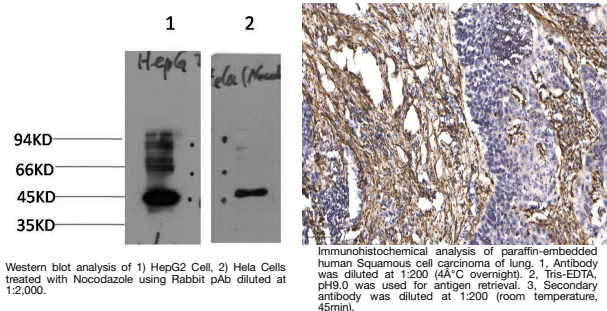 1 2
HepG2
Hela (Nocod
94KD
66KD
45KD
35KD
Western blot analysis of 1) HepG2 Cell, 2) Hela Cells
treated with Nocodazole using Rabbit pAb diluted at
1:2,000.
Immunohistochemical analysis of paraffin-embedded
human Squamous cell carcinoma of lung. 1, Antibody
was diluted at 1:200 (4Â°C overnight). 2, Tris-EDTA,
pH9.0 was used for antigen retrieval. 3, Secondary
antibody was diluted at 1:200 (room temperature,
45min).